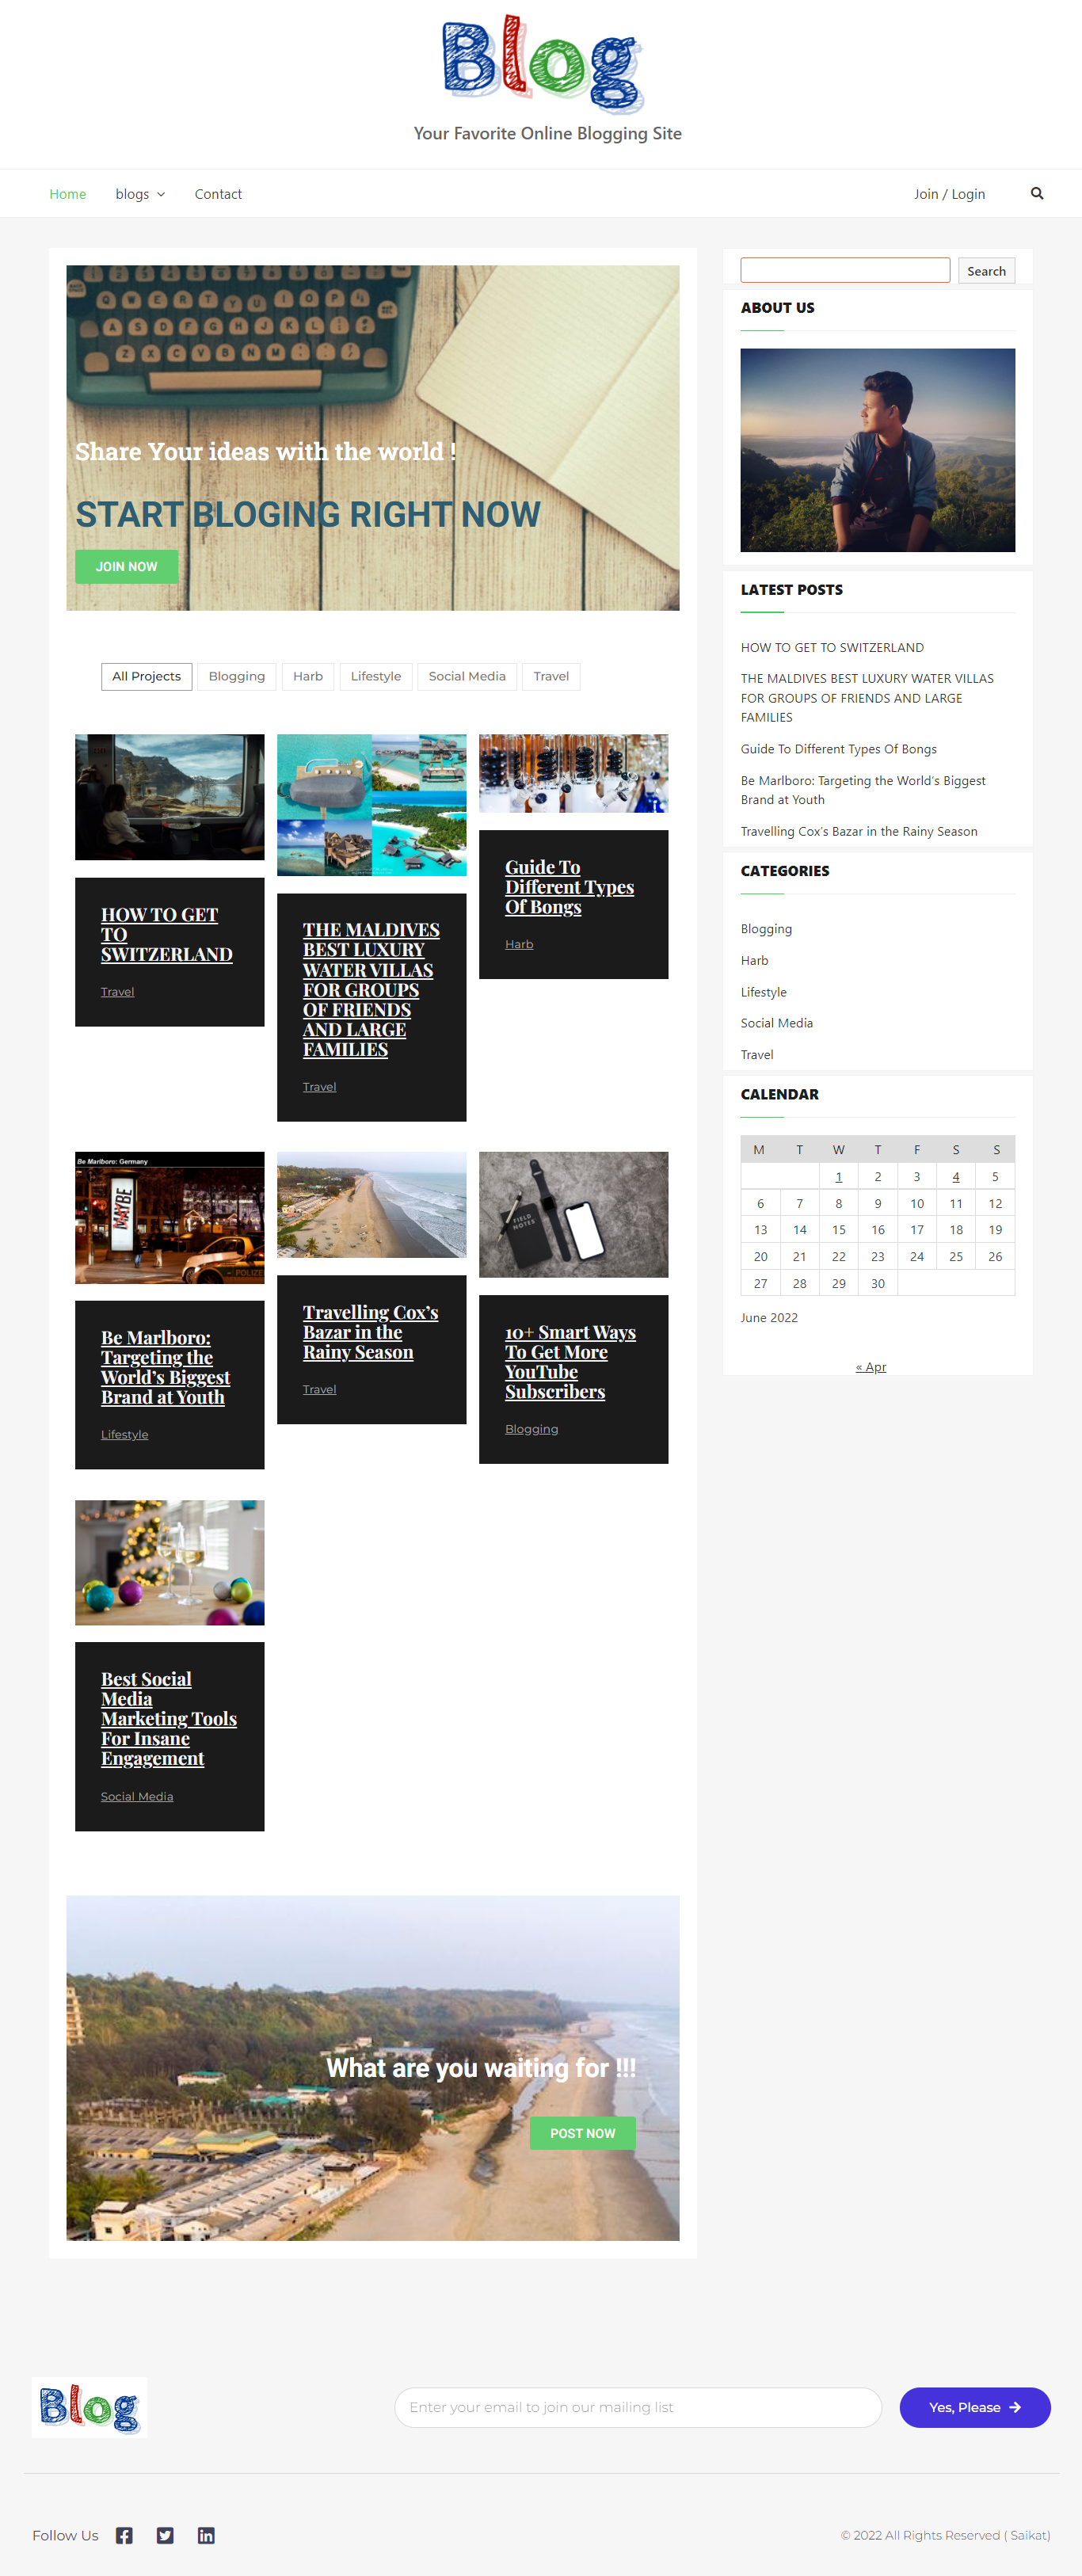 Blog
Your Favorite Online Blogging Site
Home
blogs
Contact
Join / Login
Share Your ideas with the world !
START BLOGING RIGHT NOW
JOIN NOW
All Projects
Blogging
Harb
Lifestyle
Social Media
Travel
HOW TO GET
TO
SWITZERLAND
Travel
THE MALDIVES
BEST LUXURY
WATER VILLAS
FOR GROUPS
OF FRIENDS
AND LARGE
FAMILIES
Travel
Guide To
Different Types
Of Bongs
Harb
Be Marlboro: Germany
MAYBE
POLIZEI
Be Marlboro:
Targeting the
World’s Biggest
Brand at Youth
Lifestyle
Travelling Cox’s
Bazar in the
Rainy Season
Travel
FIELD
NOTES
10+ Smart Ways
To Get More
YouTube
Subscribers
Blogging
Best Social
Media
Marketing Tools
For Insane
Engagement
Social Media
What are you waiting for !!!
POST NOW
Search
ABOUT US
LATEST POSTS
HOW TO GET TO SWITZERLAND
THE MALDIVES BEST LUXURY WATER VILLAS
FOR GROUPS OF FRIENDS AND LARGE
FAMILIES
Guide To Different Types Of Bongs
Be Marlboro: Targeting the World’s Biggest
Brand at Youth
Travelling Cox’s Bazar in the Rainy Season
CATEGORIES
Blogging
Harb
Lifestyle
Social Media
Travel
CALENDAR
M T W T F S S
1 2 3 4 5
6 7 8 9 10 11 12
13 14 15 16 17 18 19
20 21 22 23 24 25 26
27 28 29 30
June 2022
« Apr
Blog
Enter your email to join our mailing list
Yes, Please
Follow Us
© 2022 All Rights Reserved ( Saikat)